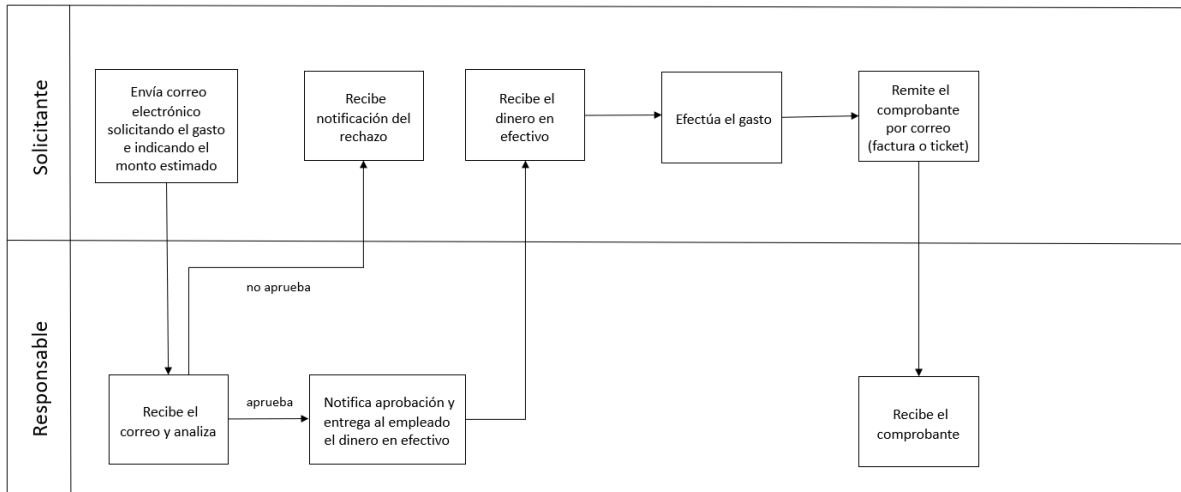 Solicitante
Envía correo
electrónico
solicitando el gasto
e indicando el
monto estimado
Recibe
notificación del
rechazo
Recibe el
dinero en
efectivo
Efectúa el gasto
Remite el
comprobante
por correo
(factura o ticket)
Responsable
no aprueba
Recibe el
correo y analiza
aprueba
Notifica aprobación y
entrega al empleado
el dinero en efectivo
Recibe el
comprobante